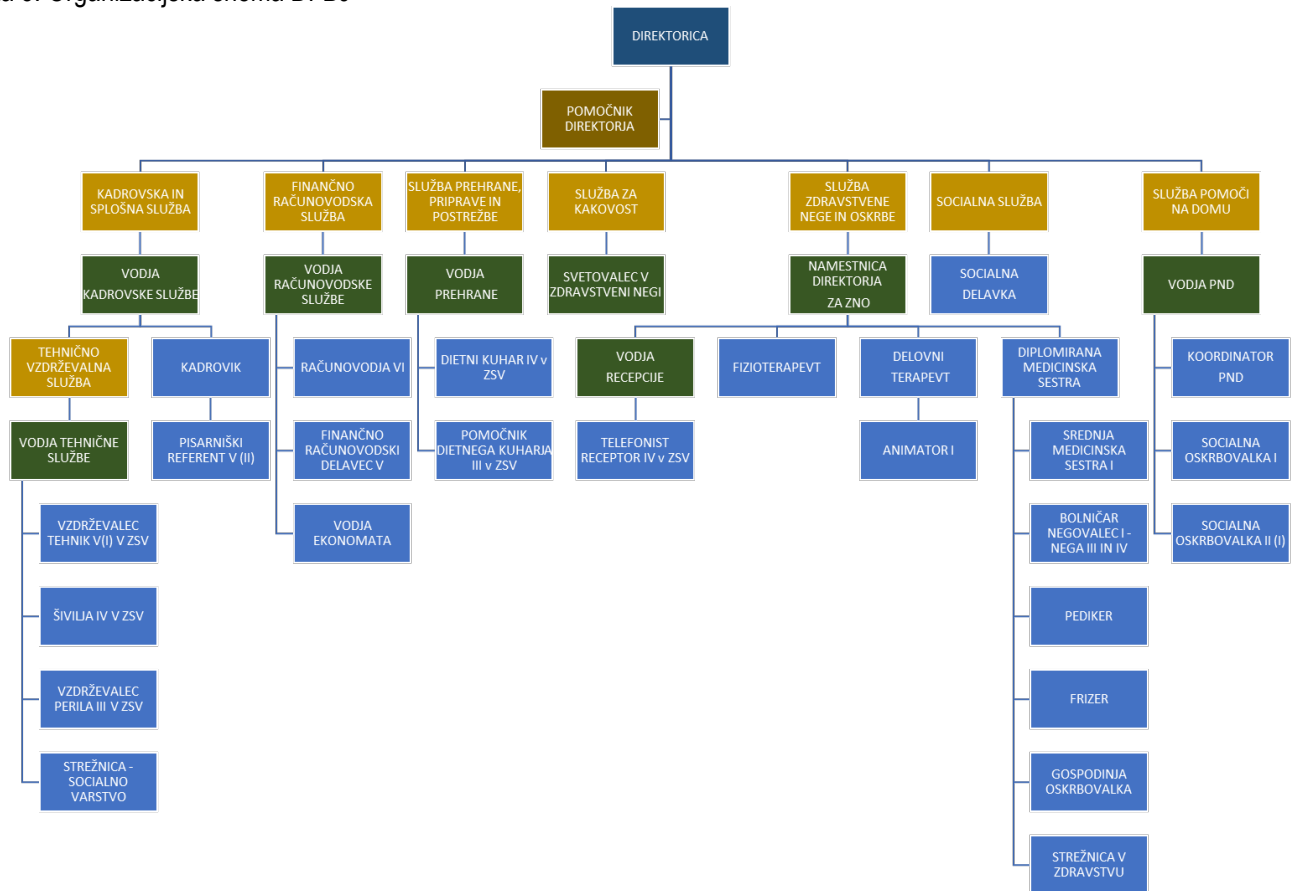 DIREKTORICA
POMOČNIK
DIREKTORJA
KADROVSKA IN
SPLOŠNA SLUŽBA
FINANČNO
RAČUNOVODSKA
SLUŽBA
SLUŽBA PREHRANE,
PRIPRAVE IN
POSTREŽBE
SLUŽBA ZA
KAKOVOST
SLUŽBA
ZDRAVSTVENE
NEGE IN OSKRBE
SOCIALNA SLUŽBA
SLUŽBA POMOČI
NA DOMU
VODJA
KADROVSKE SLUŽBE
VODJA
RAČUNOVODSKE
SLUŽBE
VODJA
PREHRANE
SVETOVALEC V
ZDRAVSTVENI NEGI
NAMESTNICA
DIREKTORJA
ZA ZNO
SOCIALNA
DELAVKA
VODJA PND
TEHNIČNO
VZDRŽEVALNA
SLUŽBA
KADROVIK
RAČUNOVODJA VI
DIETNI KUHAR IV v
ZSV
VODJA
RECEPCIJE
FIZIOTERAPEVT
DELOVNI
TERAPEVT
DIPLOMIRANA
MEDICINSKA
SESTRA
KOORDINATOR
PND
VODJA TEHNIČNE
SLUŽBE
PISARNIŠKI
REFERENT V (II)
FINANČNO
RAČUNOVODSKI
DELAVEC V
POMOČNIK
DIETNEGA KUHARJA
III v ZSV
TELEFONIST
RECEPTOR IV v ZSV
ANIMATOR I
SREDNJA
MEDICINSKA
SESTRA I
SOCIALNA
OSKRBOVALKA I
VZDRŽEVALEC
TEHNIK V(I) V ZSV
VODJA
EKONOMATA
BOLNIČAR
NEGOVALEC I -
NEGA III IN IV
SOCIALNA
OSKRBOVALKA II (I)
ŠIVILJA IV V ZSV
PEDIKER
VZDRŽEVALEC
PERILA III V ZSV
FRIZER
STREŽNICA -
SOCIALNO
VARSTVO
GOSPODINJA
OSKRBOVALKA
STREŽNICA V
ZDRAVSTVU